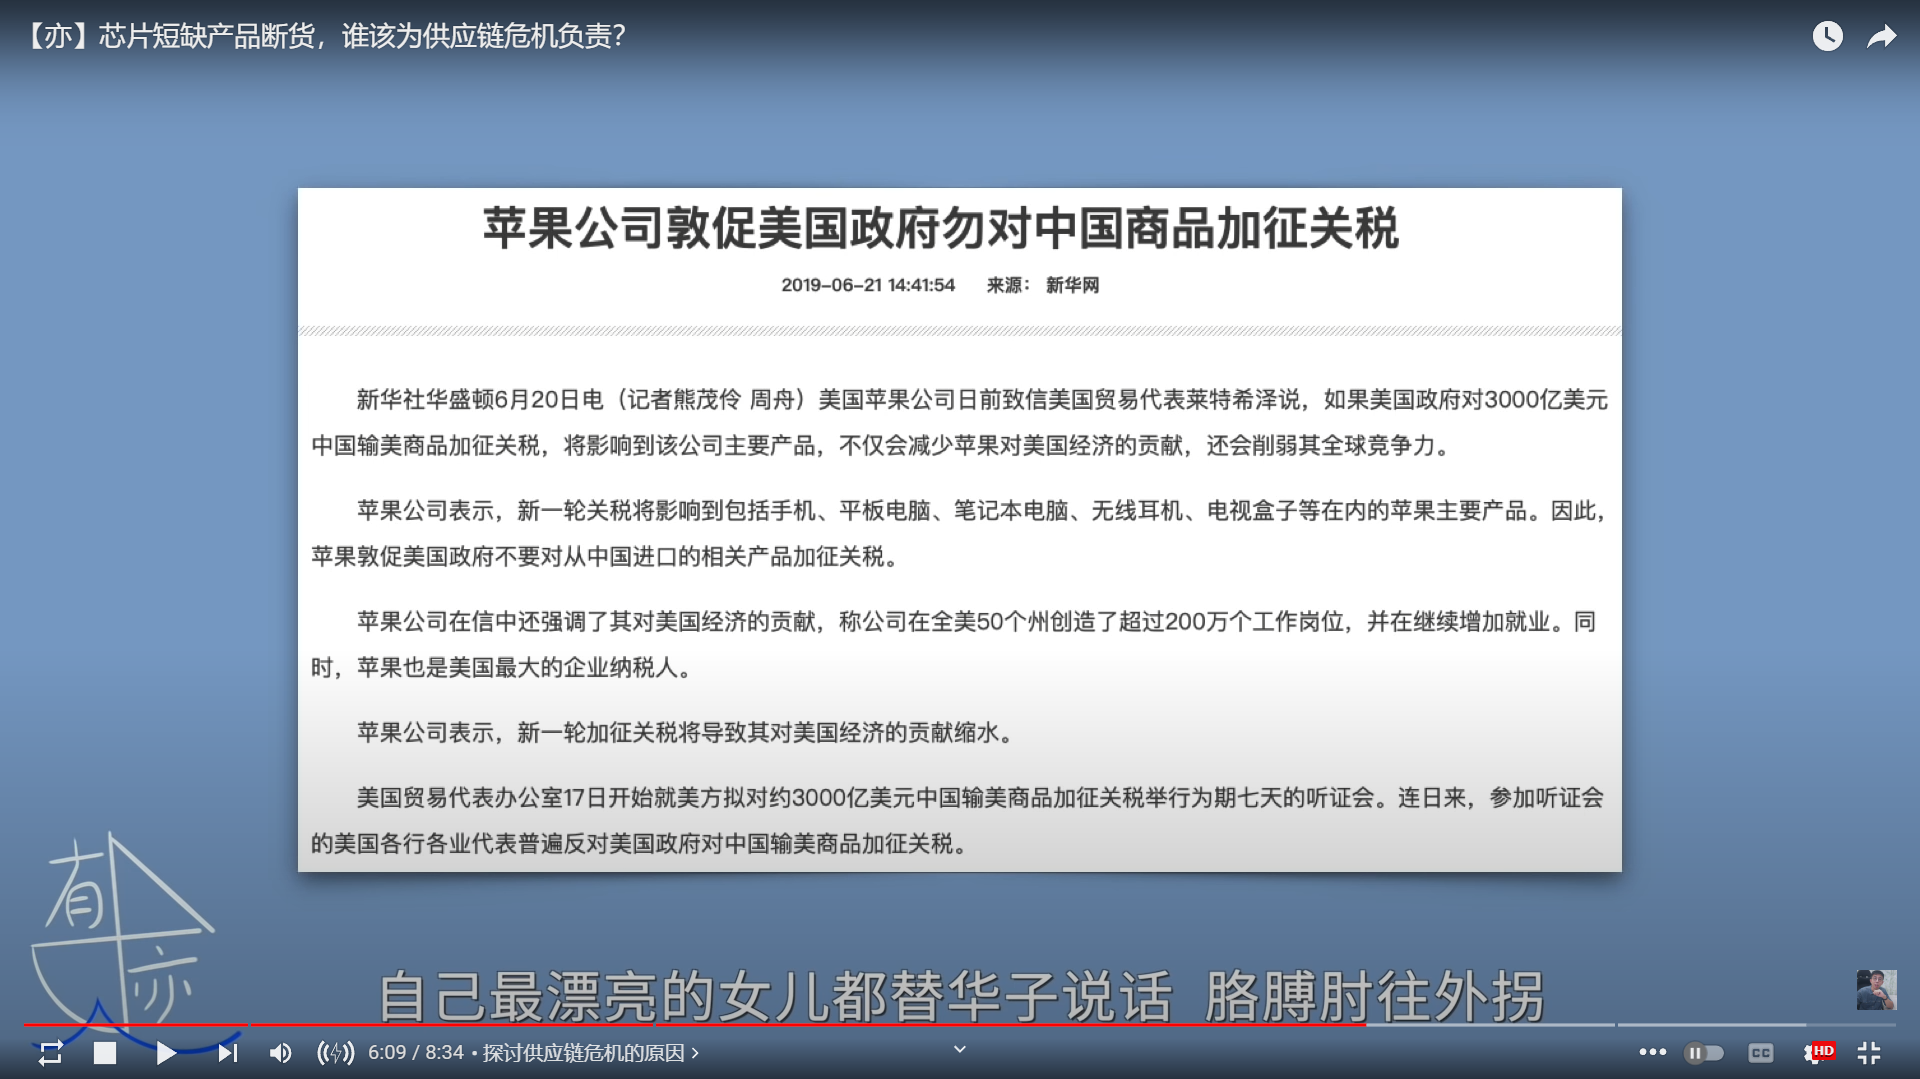 【亦】芯片短缺产品断货，谁该为供应链危机负责？
苹果公司敦促美国政府勿对中国商品加征关税
2019-06-21 14:41:54 来源： 新华网
新华社华盛顿6月20日电（记者熊茂伶 周舟）美国苹果公司日前致信美国贸易代表莱特希泽说，如果美国政府对3000亿美元
中国输美商品加征关税，将影响到该公司主要产品，不仅会减少苹果对美国经济的贡献，还会削弱其全球竞争力。
苹果公司表示，新一轮关税将影响到包括手机、平板电脑、笔记本电脑、无线耳机、电视盒子等在内的苹果主要产品。因此，
苹果敦促美国政府不要对从中国进口的相关产品加征关税。
苹果公司在信中还强调了其对美国经济的贡献，称公司在全美50个州创造了超过200万个工作岗位，并在继续增加就业。同
时，苹果也是美国最大的企业纳税人。
苹果公司表示，新一轮加征关税将导致其对美国经济的贡献缩水。
美国贸易代表办公室17日开始就美方拟对约3000亿美元中国输美商品加征关税举行为期七天的听证会。连日来，参加听证会
的美国各行各业代表普遍反对美国政府对中国输美商品加征关税。
有
亦
自己最漂亮的女儿都替华子说话 胳膊肘往外拐
6:09 / 8:34 • 探讨供应链危机的原因
CC
HD